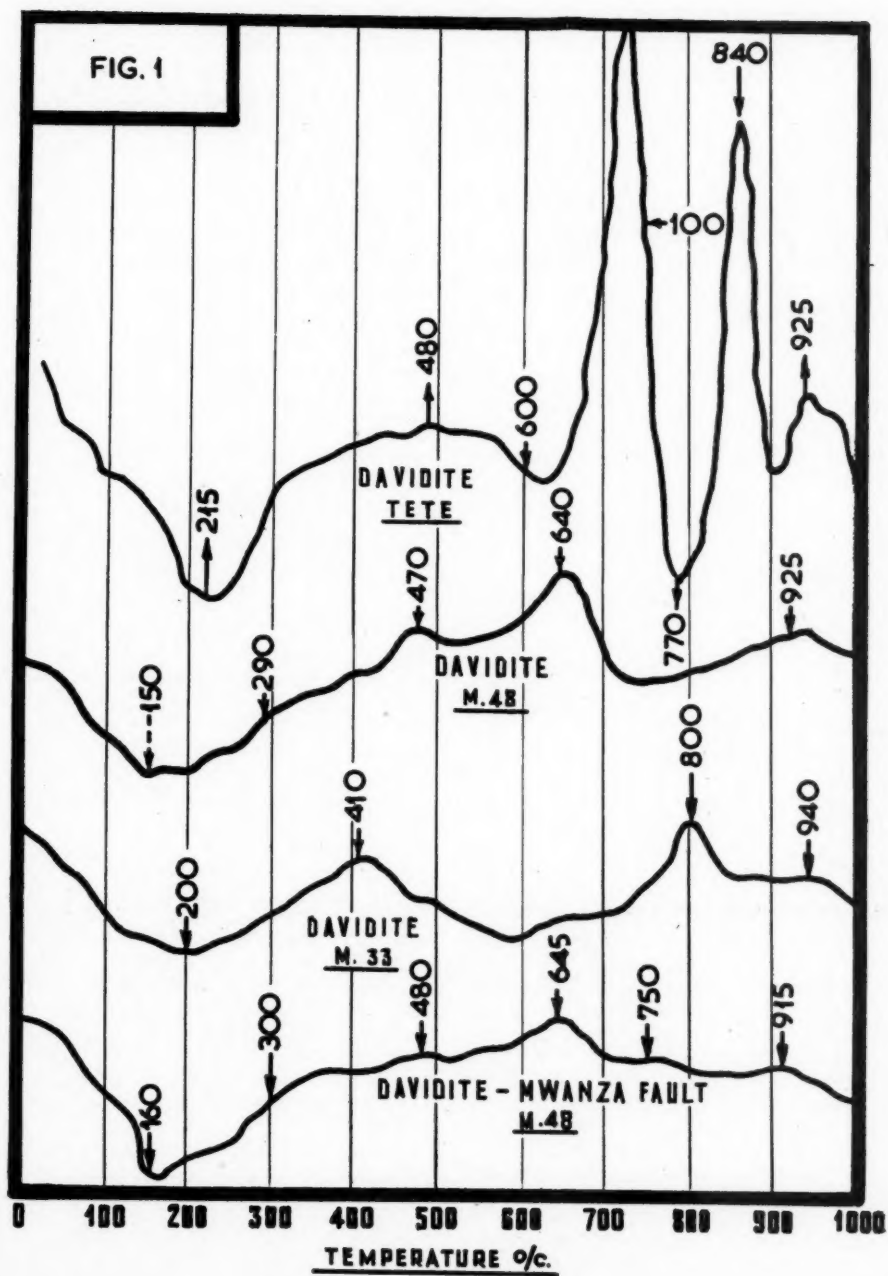 FIG. 1
840
100
925
480
600
215
DAVIDITE
TETE
640
470
770
925
290
DAVIDITE
M.48
150
800
410
940
200
DAVIDITE
M. 33
645
480
750
915
300
DAVIDITE – MWANZA FAULT
M.48
160
0 100 200 300 400 500 600 700 800 900 1000
TEMPERATURE o/c.